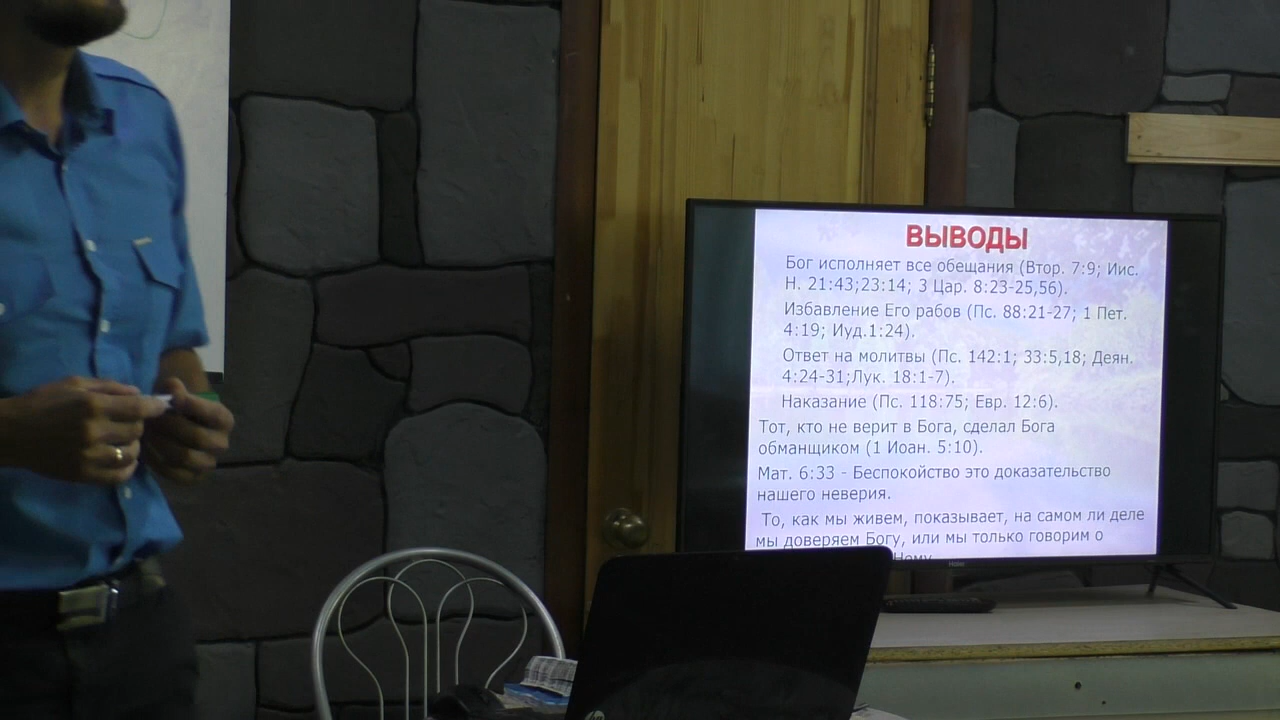 ВЫВОДЫ
Бог исполняет все обещания (Втор. 7:9; Иис.
Н. 21:43;23:14; 3 Цар. 8:23-25,56).
Избавление Его рабов (Пс. 88:21-27; 1 Пет.
4:19; Иуд.1:24).
Ответ на молитвы (Пс. 142:1; 33:5,18; Деян.
4:24-31;Лук. 18:1-7).
Наказание (Пс. 118:75; Евр. 12:6).
Тот, кто не верит в Бога, сделал Бога
обманщиком (1 Иоан. 5:10).
Мат. 6:33 - Беспокойство это доказательство
нашего неверия.
То, как мы живем, показывает, на самом ли деле
мы доверяем Богу, или мы только говорим о
Нему
Haier
hp